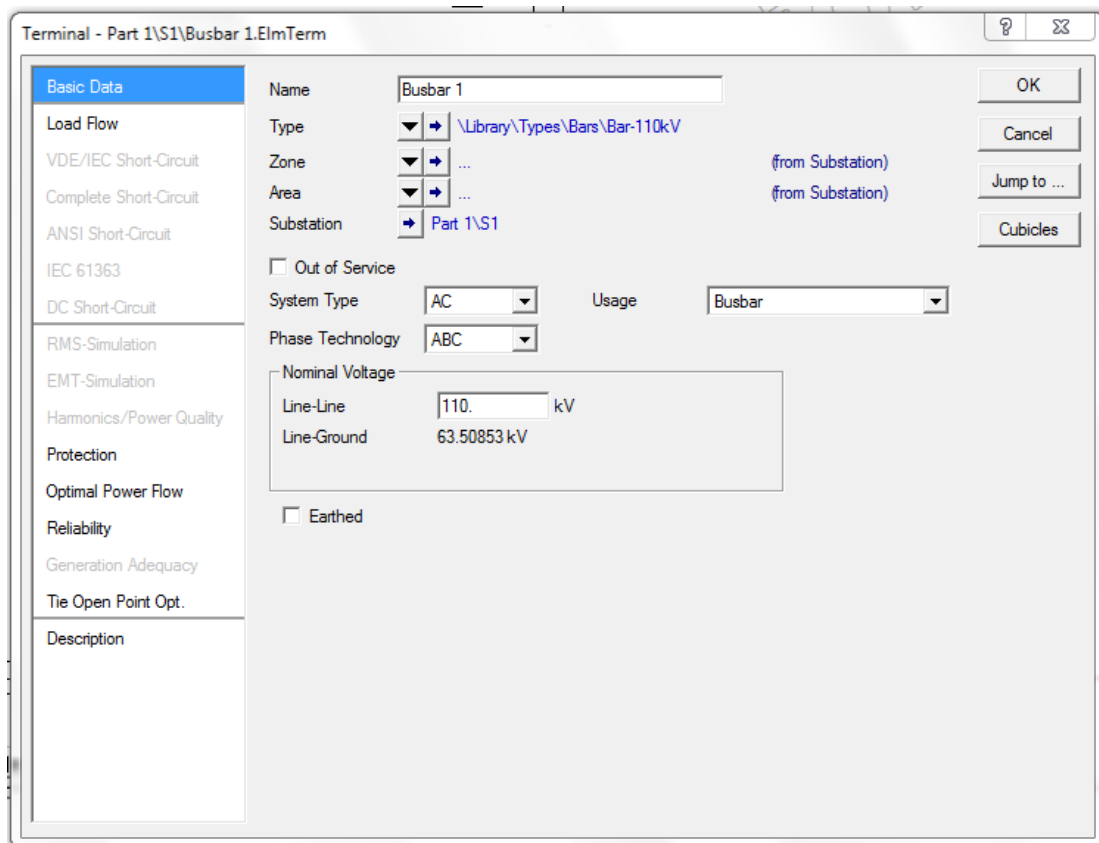 Terminal - Part 1\S1\Busbar 1.ElmTerm
Basic Data
Load Flow
VDE/IEC Short-Circuit
Complete Short-Circuit
ANSI Short-Circuit
IEC 61363
DC Short-Circuit
RMS-Simulation
EMT-Simulation
Harmonics/Power Quality
Protection
Optimal Power Flow
Reliability
Generation Adequacy
Tie Open Point Opt.
Description
Name Busbar 1
Type \Library\Types\Bars\Bar-110kV
Zone ... (from Substation)
Area ... (from Substation)
Substation Part 1\S1
Out of Service
System Type AC Usage Busbar
Phase Technology ABC
Nominal Voltage
Line-Line 110. kV
Line-Ground 63.50853 kV
Earthed
OK
Cancel
Jump to ...
Cubicles